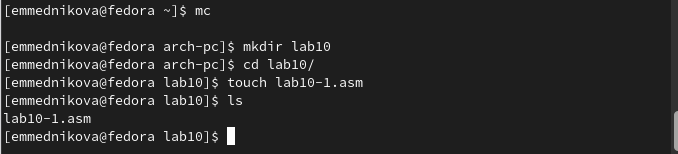 [emmednikova@fedora ~]$ mc
[emmednikova@fedora arch-pc]$ mkdir lab10
[emmednikova@fedora arch-pc]$ cd lab10/
[emmednikova@fedora lab10]$ touch lab10-1.asm
[emmednikova@fedora lab10]$ ls
lab10-1.asm
[emmednikova@fedora lab10]$